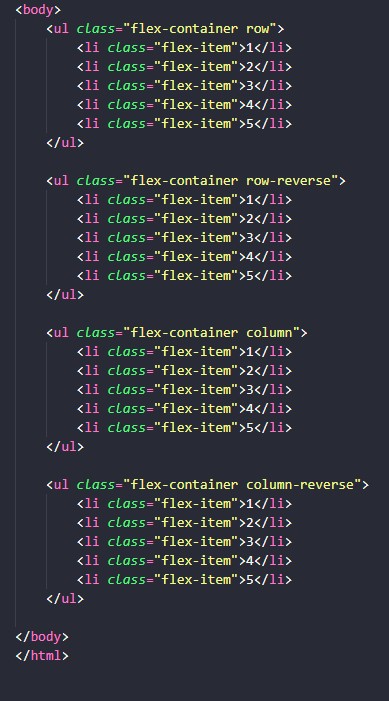 <body>
<ul class="flex-container row">
<li class="flex-item">1</li>
<li class="flex-item">2</li>
<li class="flex-item">3</li>
<li class="flex-item">4</li>
<li class="flex-item">5</li>
</ul>
<ul class="flex-container row-reverse">
<li class="flex-item">1</li>
<li class="flex-item">2</li>
<li class="flex-item">3</li>
<li class="flex-item">4</li>
<li class="flex-item">5</li>
</ul>
<ul class="flex-container column">
<li class="flex-item">1</li>
<li class="flex-item">2</li>
<li class="flex-item">3</li>
<li class="flex-item">4</li>
<li class="flex-item">5</li>
</ul>
<ul class="flex-container column-reverse">
<li class="flex-item">1</li>
<li class="flex-item">2</li>
<li class="flex-item">3</li>
<li class="flex-item">4</li>
<li class="flex-item">5</li>
</ul>
</body>
</html>